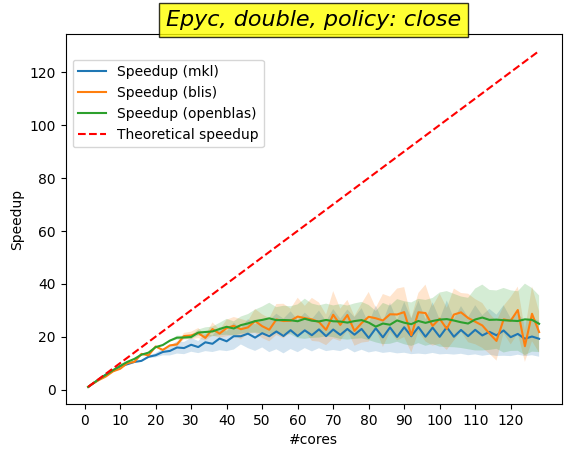 Epyc, double, policy: close
Speedup (mkl)
Speedup (blis)
Speedup (openblas)
Theoretical speedup
Speedup
120
100
80
60
40
20
0
0 10 20 30 40 50 60 70 80 90 100 110 120
#cores